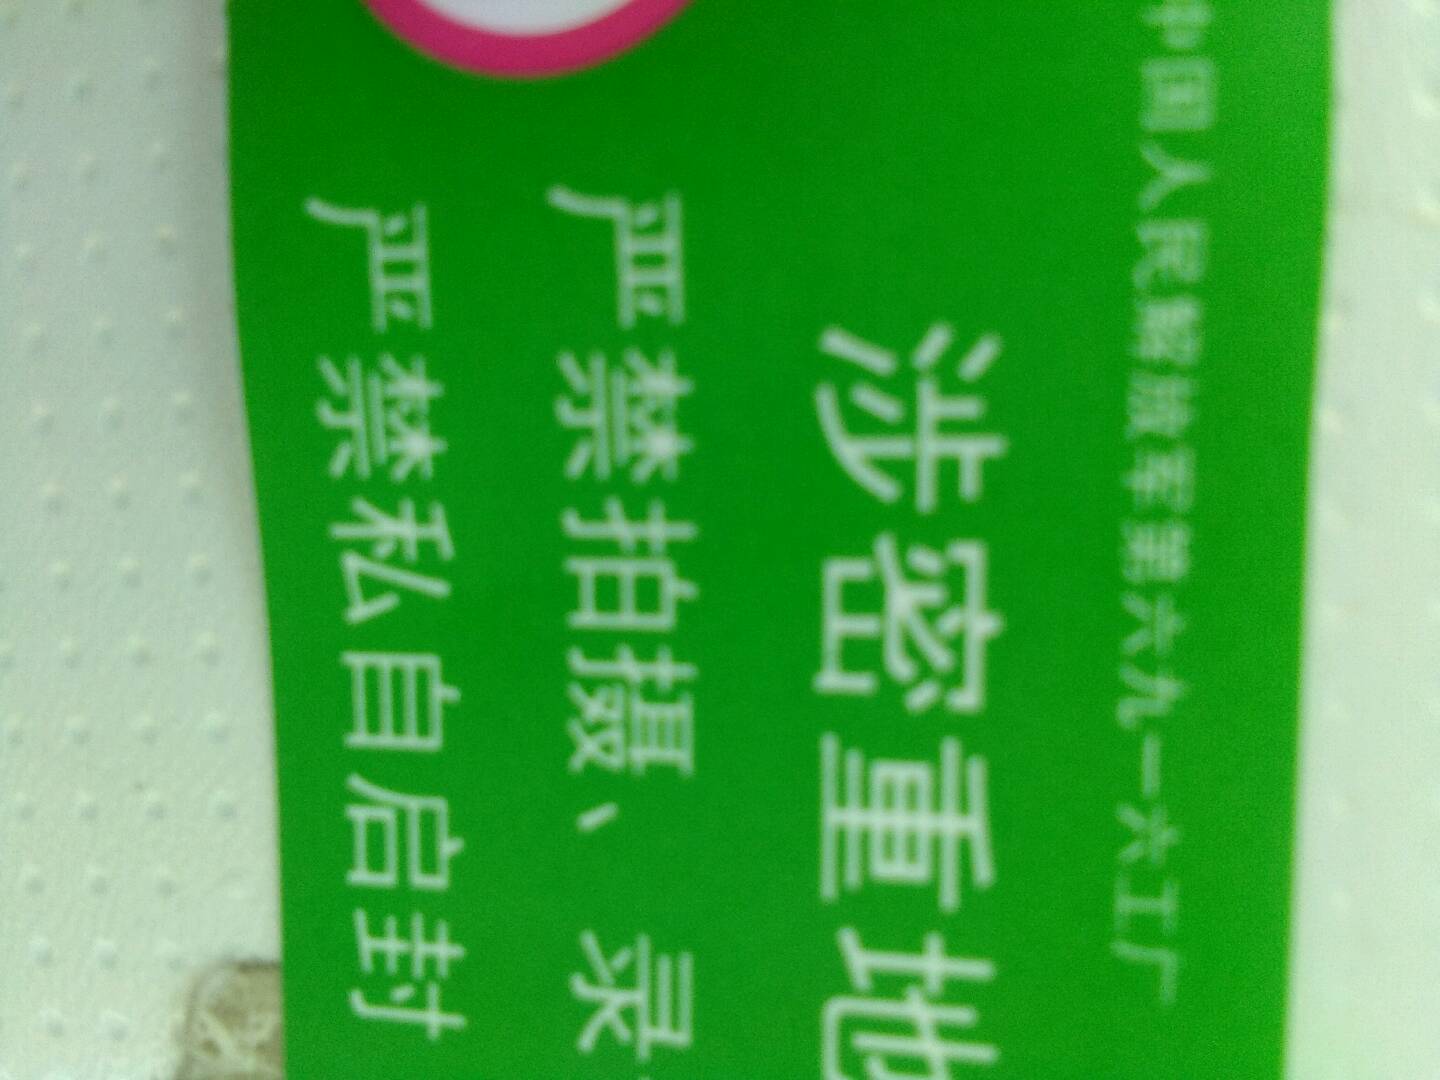 中国人民解放军第六九一六工厂
涉密重地
严禁拍摄、录
严禁私自启封